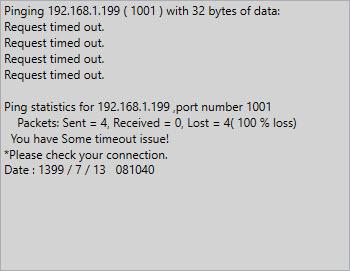 Pinging 192.168.1.199 ( 1001 ) with 32 bytes of data:
Request timed out.
Request timed out.
Request timed out.
Request timed out.
Ping statistics for 192.168.1.199 ,port number 1001
Packets: Sent = 4, Received = 0, Lost = 4( 100 % loss)
You have Some timeout issue!
*Please check your connection.
Date : 1399 / 7 / 13 081040